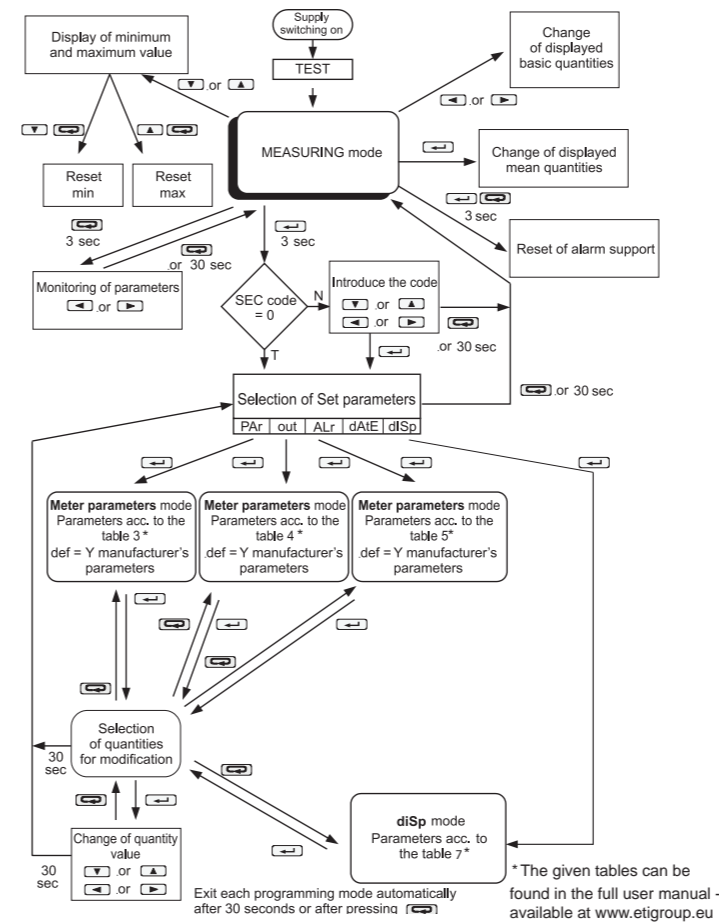 Supply
switching on
TEST
Display of minimum
and maximum value
Change
of displayed
basic quantities
▼ .or ▲
◄ .or ►
MEASURING mode
Change of displayed
mean quantities
Reset
min
Reset
max
3 sec
Reset of alarm support
3 sec
.or 30 sec
3 sec
Monitoring of parameters
◄ .or ►
SEC code
= 0
N
T
Introduce the code
▼ .or ▲
◄ .or ►
.or 30 sec
.or 30 sec
Selection of Set parameters
PAr out ALr dAtE dISp
Meter parameters mode
Parameters acc. to the
table 3*
.def = Y manufacturer's
parameters
Meter parameters mode
Parameters acc. to the
table 4*
.def = Y manufacturer's
parameters
Meter parameters mode
Parameters acc. to the
table 5*
.def = Y manufacturer's
parameters
Selection
of quantities
for modification
30
sec
Change of quantity
value
▼ .or ▲
◄ .or ►
30
sec
diSp mode
Parameters acc. to
the table 7*
Exit each programming mode automatically
after 30 seconds or after pressing
* The given tables can be
found in the full user manual -
available at www.etigroup.eu